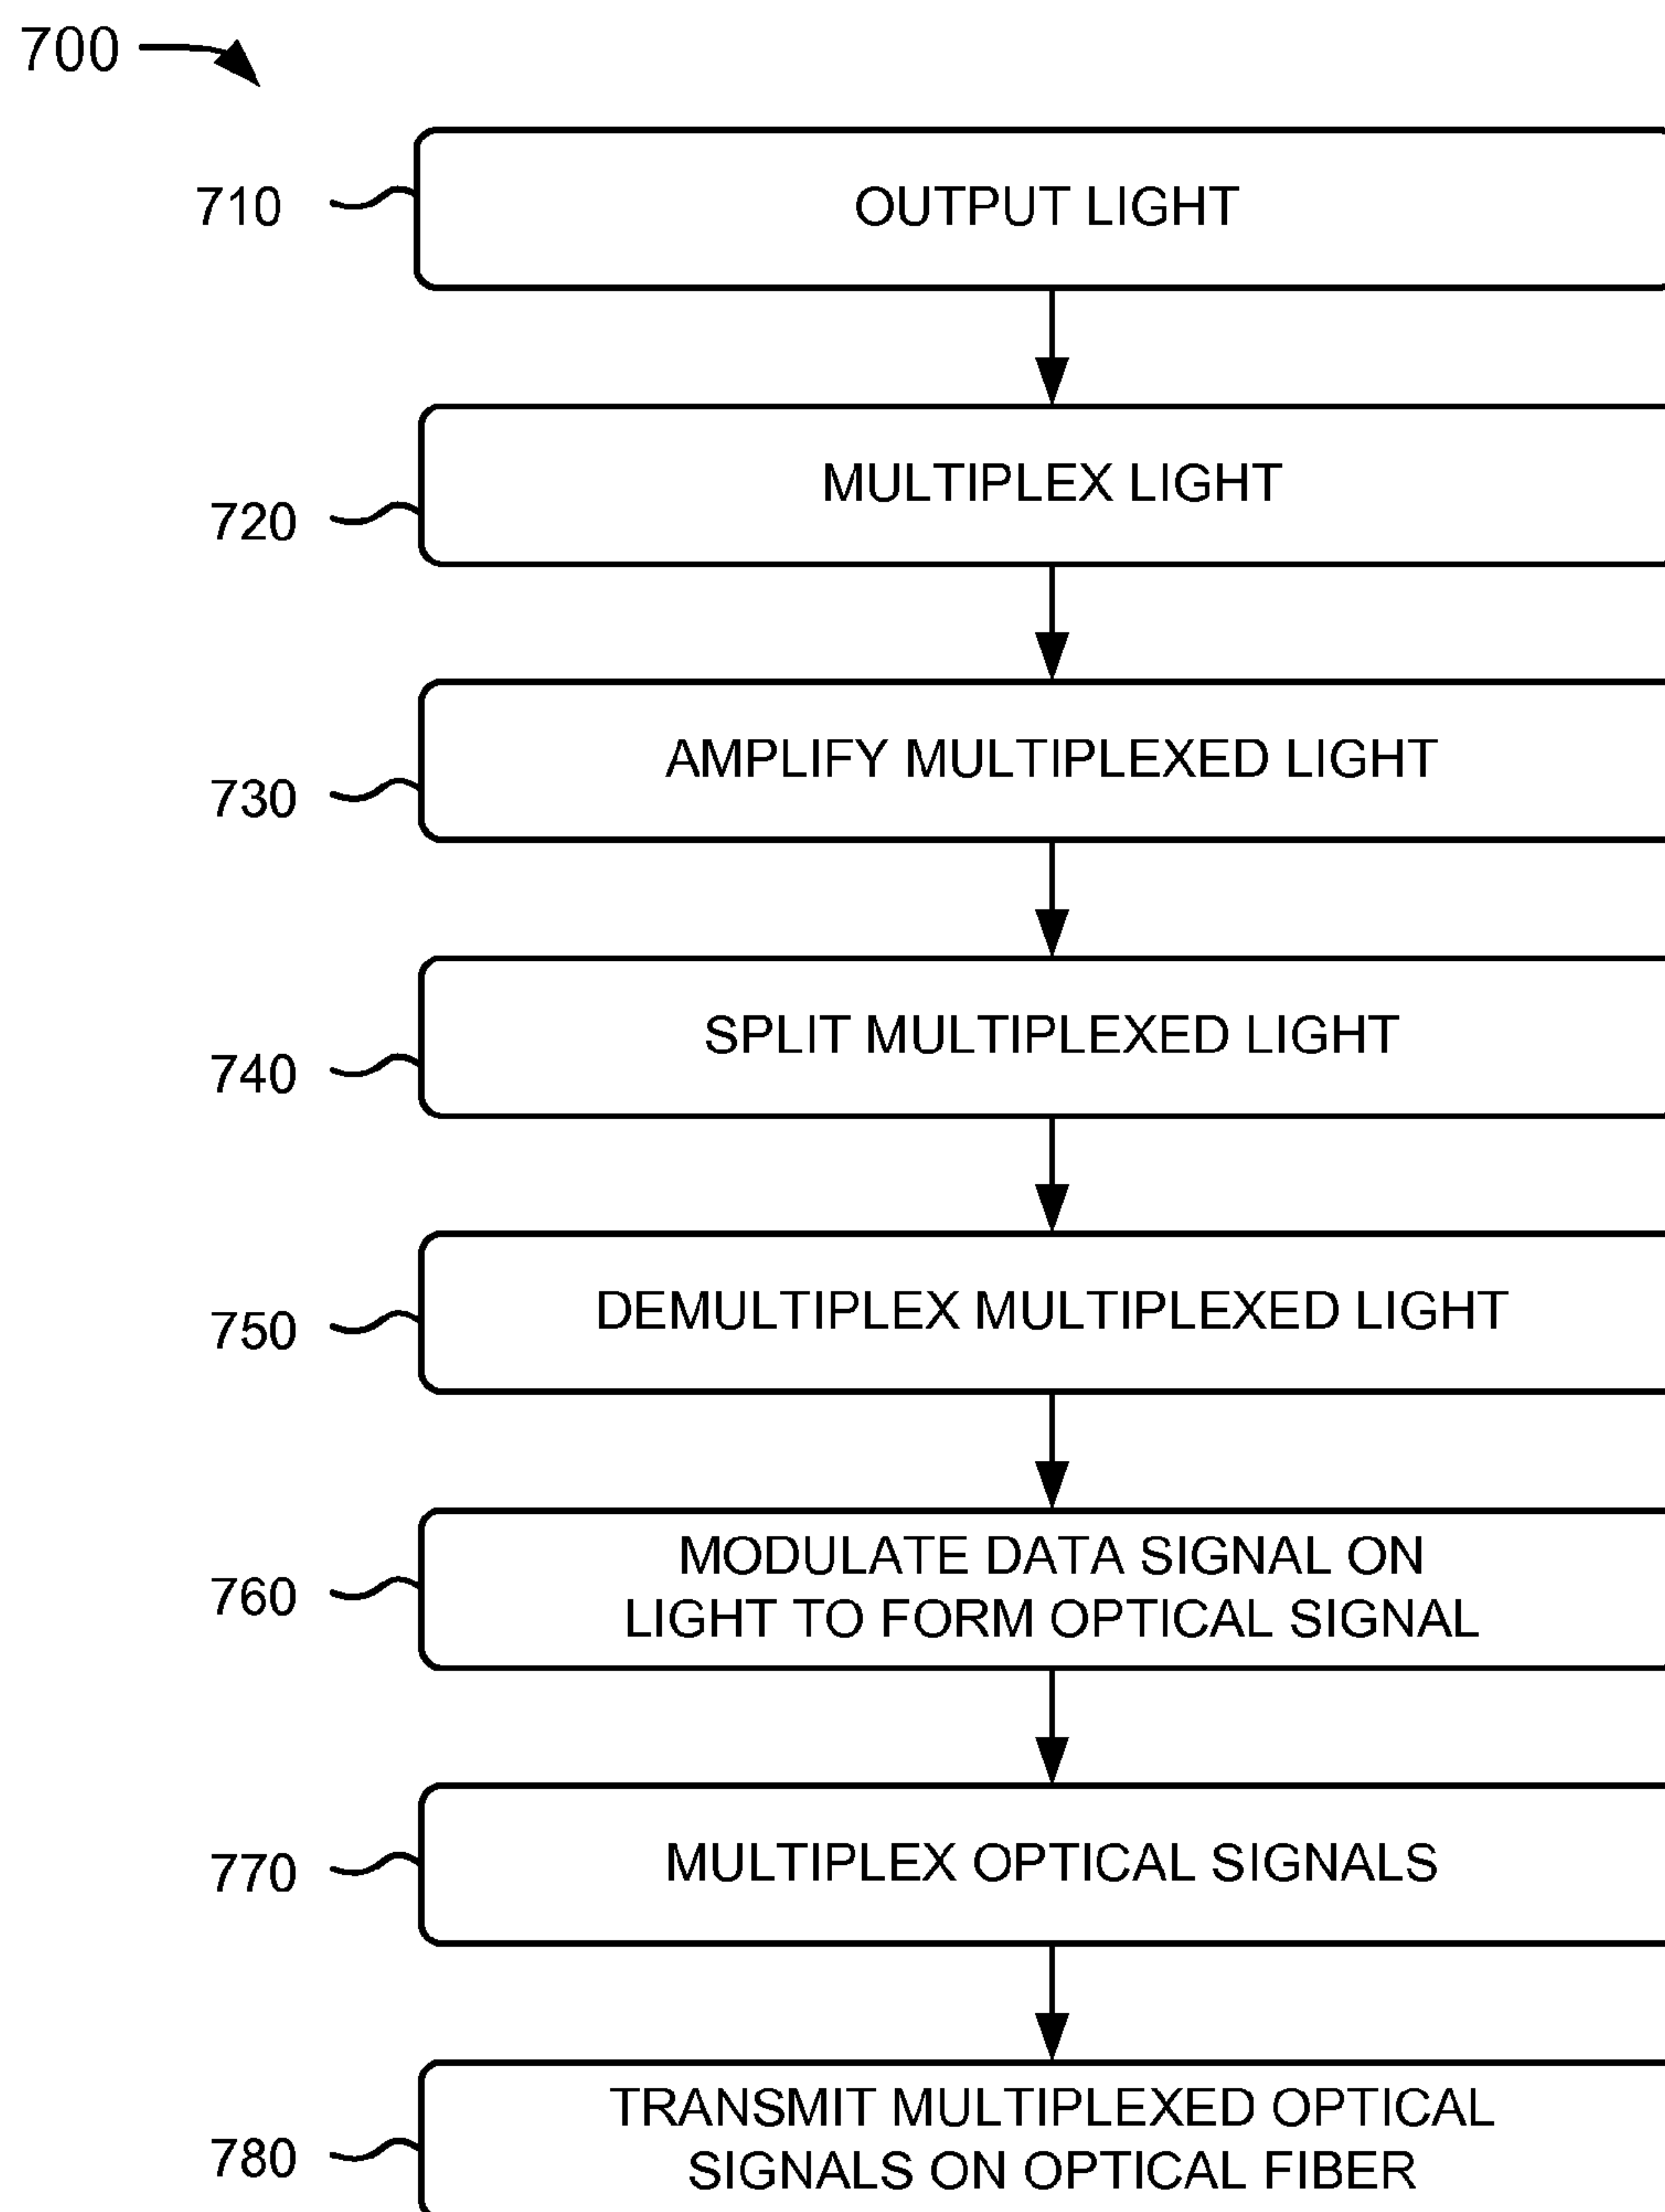 700
710
OUTPUT LIGHT
720
MULTIPLEX LIGHT
730
AMPLIFY MULTIPLEXED LIGHT
740
SPLIT MULTIPLEXED LIGHT
750
DEMULTIPLEX MULTIPLEXED LIGHT
760
MODULATE DATA SIGNAL ON
LIGHT TO FORM OPTICAL SIGNAL
770
MULTIPLEX OPTICAL SIGNALS
780
TRANSMIT MULTIPLEXED OPTICAL
SIGNALS ON OPTICAL FIBER